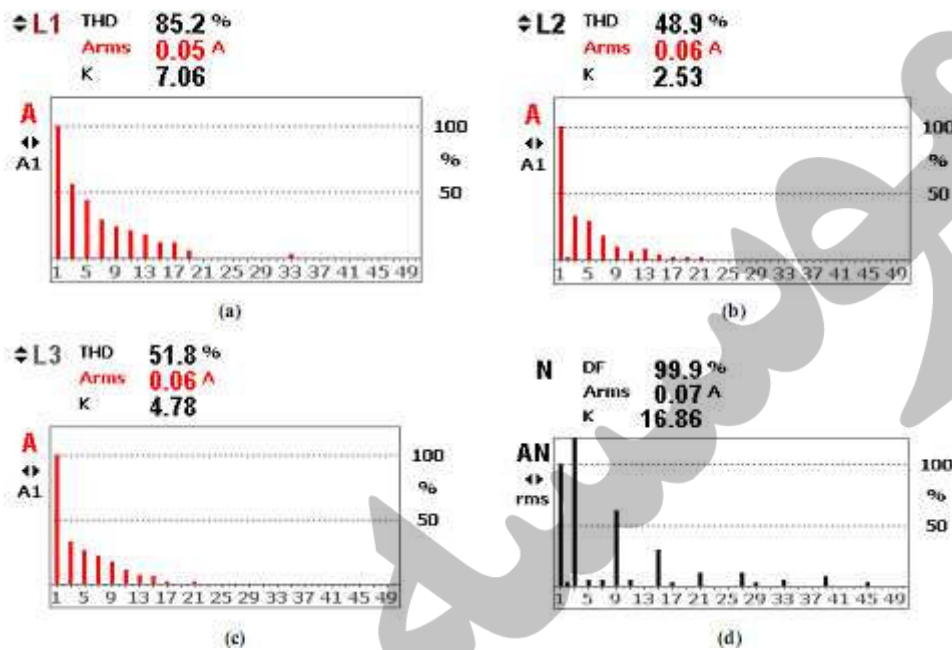 L1 THD 85.2 %
Arms 0.05 A
K 7.06
A
A1
100
%
50
1 5 9 13 17 21 25 29 33 37 41 45 49
(a)
L2 THD 48.9 %
Arms 0.06 A
K 2.53
A
A1
100
%
50
1 5 9 13 17 21 25 29 33 37 41 45 49
(b)
L3 THD 51.8 %
Arms 0.06 A
K 4.78
A
A1
100
%
50
1 5 9 13 17 21 25 29 33 37 41 45 49
(c)
N DF 99.9 %
Arms 0.07 A
K 16.86
AN
rms
100
%
50
1 5 9 13 17 21 25 29 33 37 41 45 49
(d)